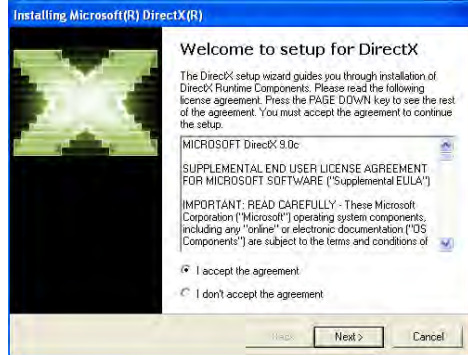 Installing Microsoft(R) DirectX(R)
Welcome to setup for DirectX
The DirectX setup wizard guides you through installation of
DirectX Runtime Components. Please read the following
license agreement. Press the PAGE DOWN key to see the rest
of the agreement. You must accept the agreement to continue
the setup.
MICROSOFT DirectX 9.0c
SUPPLEMENTAL END USER LICENSE AGREEMENT
FOR MICROSOFT SOFTWARE ("Supplemental EULA")
IMPORTANT: READ CAREFULLY - These Microsoft
Corporation ("Microsoft") operating system components,
including any "online" or electronic documentation ("OS
Components") are subject to the terms and conditions of
I accept the agreement
I don't accept the agreement
Next > Cancel